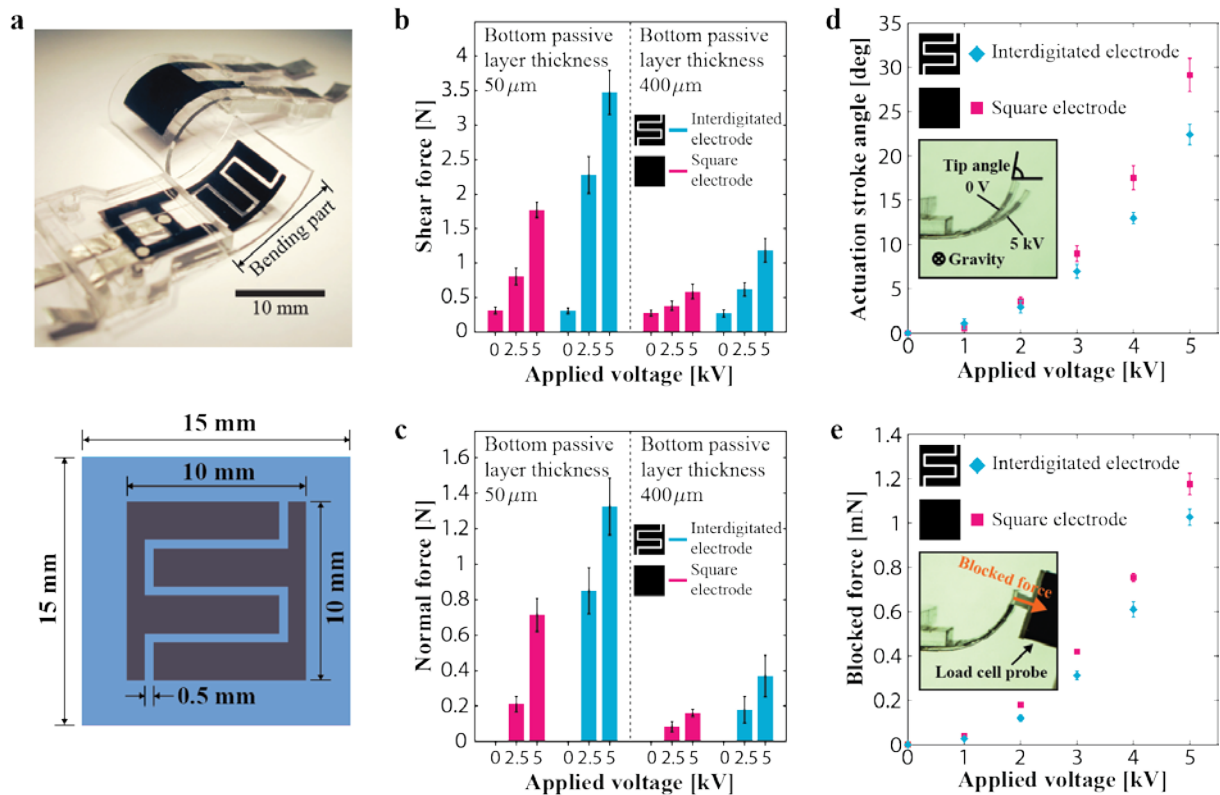 a
Bending part
10 mm
15 mm
10 mm
15 mm
10 mm
0.5 mm
b
Shear force [N]
4
3.5
3
2.5
2
1.5
1
0.5
0
Bottom passive
layer thickness
50 μm
Bottom passive
layer thickness
400 μm
Interdigitated
electrode
Square
electrode
0 2.5 5
0 2.5 5
0 2.5 5
0 2.5 5
Applied voltage [kV]
c
Normal force [N]
1.6
1.4
1.2
1
0.8
0.6
0.4
0.2
0
Bottom passive
layer thickness
50 μm
Bottom passive
layer thickness
400 μm
Interdigitated
electrode
Square
electrode
0 2.5 5
0 2.5 5
0 2.5 5
0 2.5 5
Applied voltage [kV]
d
Actuation stroke angle [deg]
35
30
25
20
15
10
5
0
Interdigitated electrode
Square electrode
Tip angle
0 V
5 kV
Gravity
0 1 2 3 4 5
Applied voltage [kV]
e
Blocked force [mN]
1.4
1.2
1
0.8
0.6
0.4
0.2
0
Interdigitated electrode
Square electrode
Blocked force
Load cell probe
0 1 2 3 4 5
Applied voltage [kV]